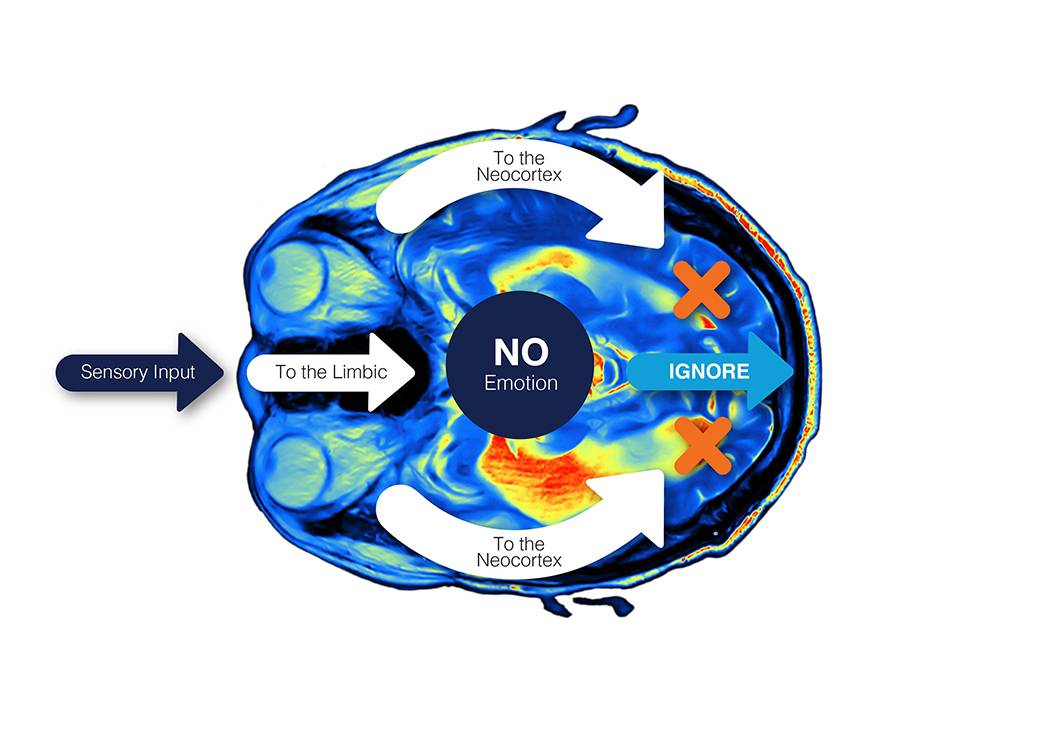 To the
Neocortex
Sensory Input
To the Limbic
NO
Emotion
IGNORE
To the
Neocortex